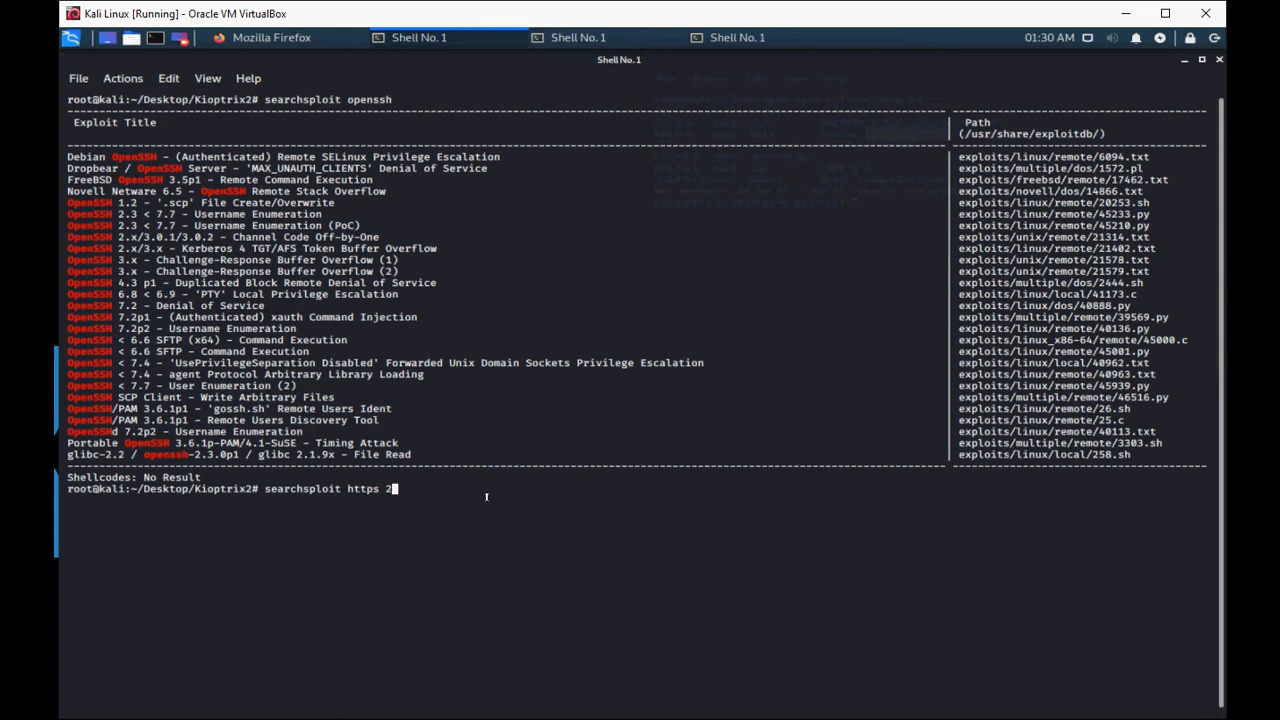 Kali Linux [Running] - Oracle VM VirtualBox
Mozilla Firefox Shell No. 1 Shell No. 1 Shell No. 1 01:30 AM
Shell No. 1
File Actions Edit View Help
root@kali:~/Desktop/Kioptrix2# searchsploit openssh
Exploit Title | Path
(/usr/share/exploitdb/)
Debian OpenSSH - (Authenticated) Remote SELinux Privilege Escalation exploits/linux/remote/6094.txt
Dropbear / OpenSSH Server - 'MAX_UNAUTH_CLIENTS' Denial of Service exploits/multiple/dos/1572.pl
FreeBSD OpenSSH 3.5p1 - Remote Command Execution exploits/freebsd/remote/17462.txt
Novell Netware 6.5 - OpenSSH Remote Stack Overflow exploits/novell/dos/14866.txt
OpenSSH 1.2 - '.scp' File Create/Overwrite exploits/linux/remote/20253.sh
OpenSSH 2.3 < 7.7 - Username Enumeration exploits/linux/remote/45233.py
OpenSSH 2.3 < 7.7 - Username Enumeration (PoC) exploits/linux/remote/45210.py
OpenSSH 2.x/3.0.1/3.0.2 - Channel Code Off-by-One exploits/unix/remote/21314.txt
OpenSSH 2.x/3.x - Kerberos 4 TGT/AFS Token Buffer Overflow exploits/linux/remote/21402.txt
OpenSSH 3.x - Challenge-Response Buffer Overflow (1) exploits/unix/remote/21578.txt
OpenSSH 3.x - Challenge-Response Buffer Overflow (2) exploits/unix/remote/21579.txt
OpenSSH 4.3 p1 - Duplicated Block Remote Denial of Service exploits/multiple/dos/2444.sh
OpenSSH 6.8 < 6.9 - 'PTY' Local Privilege Escalation exploits/linux/local/41173.c
OpenSSH 7.2 - Denial of Service exploits/linux/dos/40888.py
OpenSSH 7.2p1 - (Authenticated) xauth Command Injection exploits/multiple/remote/39569.py
OpenSSH 7.2p2 - Username Enumeration exploits/linux/remote/40136.py
OpenSSH < 6.6 SFTP (x64) - Command Execution exploits/linux_x86-64/remote/45000.c
OpenSSH < 6.6 SFTP - Command Execution exploits/linux/remote/45001.py
OpenSSH < 7.4 - 'UsePrivilegeSeparation Disabled' Forwarded Unix Domain Sockets Privilege Escalation exploits/linux/local/40962.txt
OpenSSH < 7.4 - agent Protocol Arbitrary Library Loading exploits/linux/remote/40963.txt
OpenSSH < 7.7 - User Enumeration (2) exploits/linux/remote/45939.py
OpenSSH SCP Client - Write Arbitrary Files exploits/multiple/remote/46516.py
OpenSSH/PAM 3.6.1p1 - 'gossh.sh' Remote Users Ident exploits/linux/remote/26.sh
OpenSSH/PAM 3.6.1p1 - Remote Users Discovery Tool exploits/linux/remote/25.c
OpenSSHd 7.2p2 - Username Enumeration exploits/linux/remote/40113.txt
Portable OpenSSH 3.6.1p-PAM/4.1-SuSE - Timing Attack exploits/multiple/remote/3303.sh
glibc-2.2 / openssh-2.3.0p1 / glibc 2.1.9x - File Read exploits/linux/local/258.sh
Shellcodes: No Result
root@kali:~/Desktop/Kioptrix2# searchsploit https 2